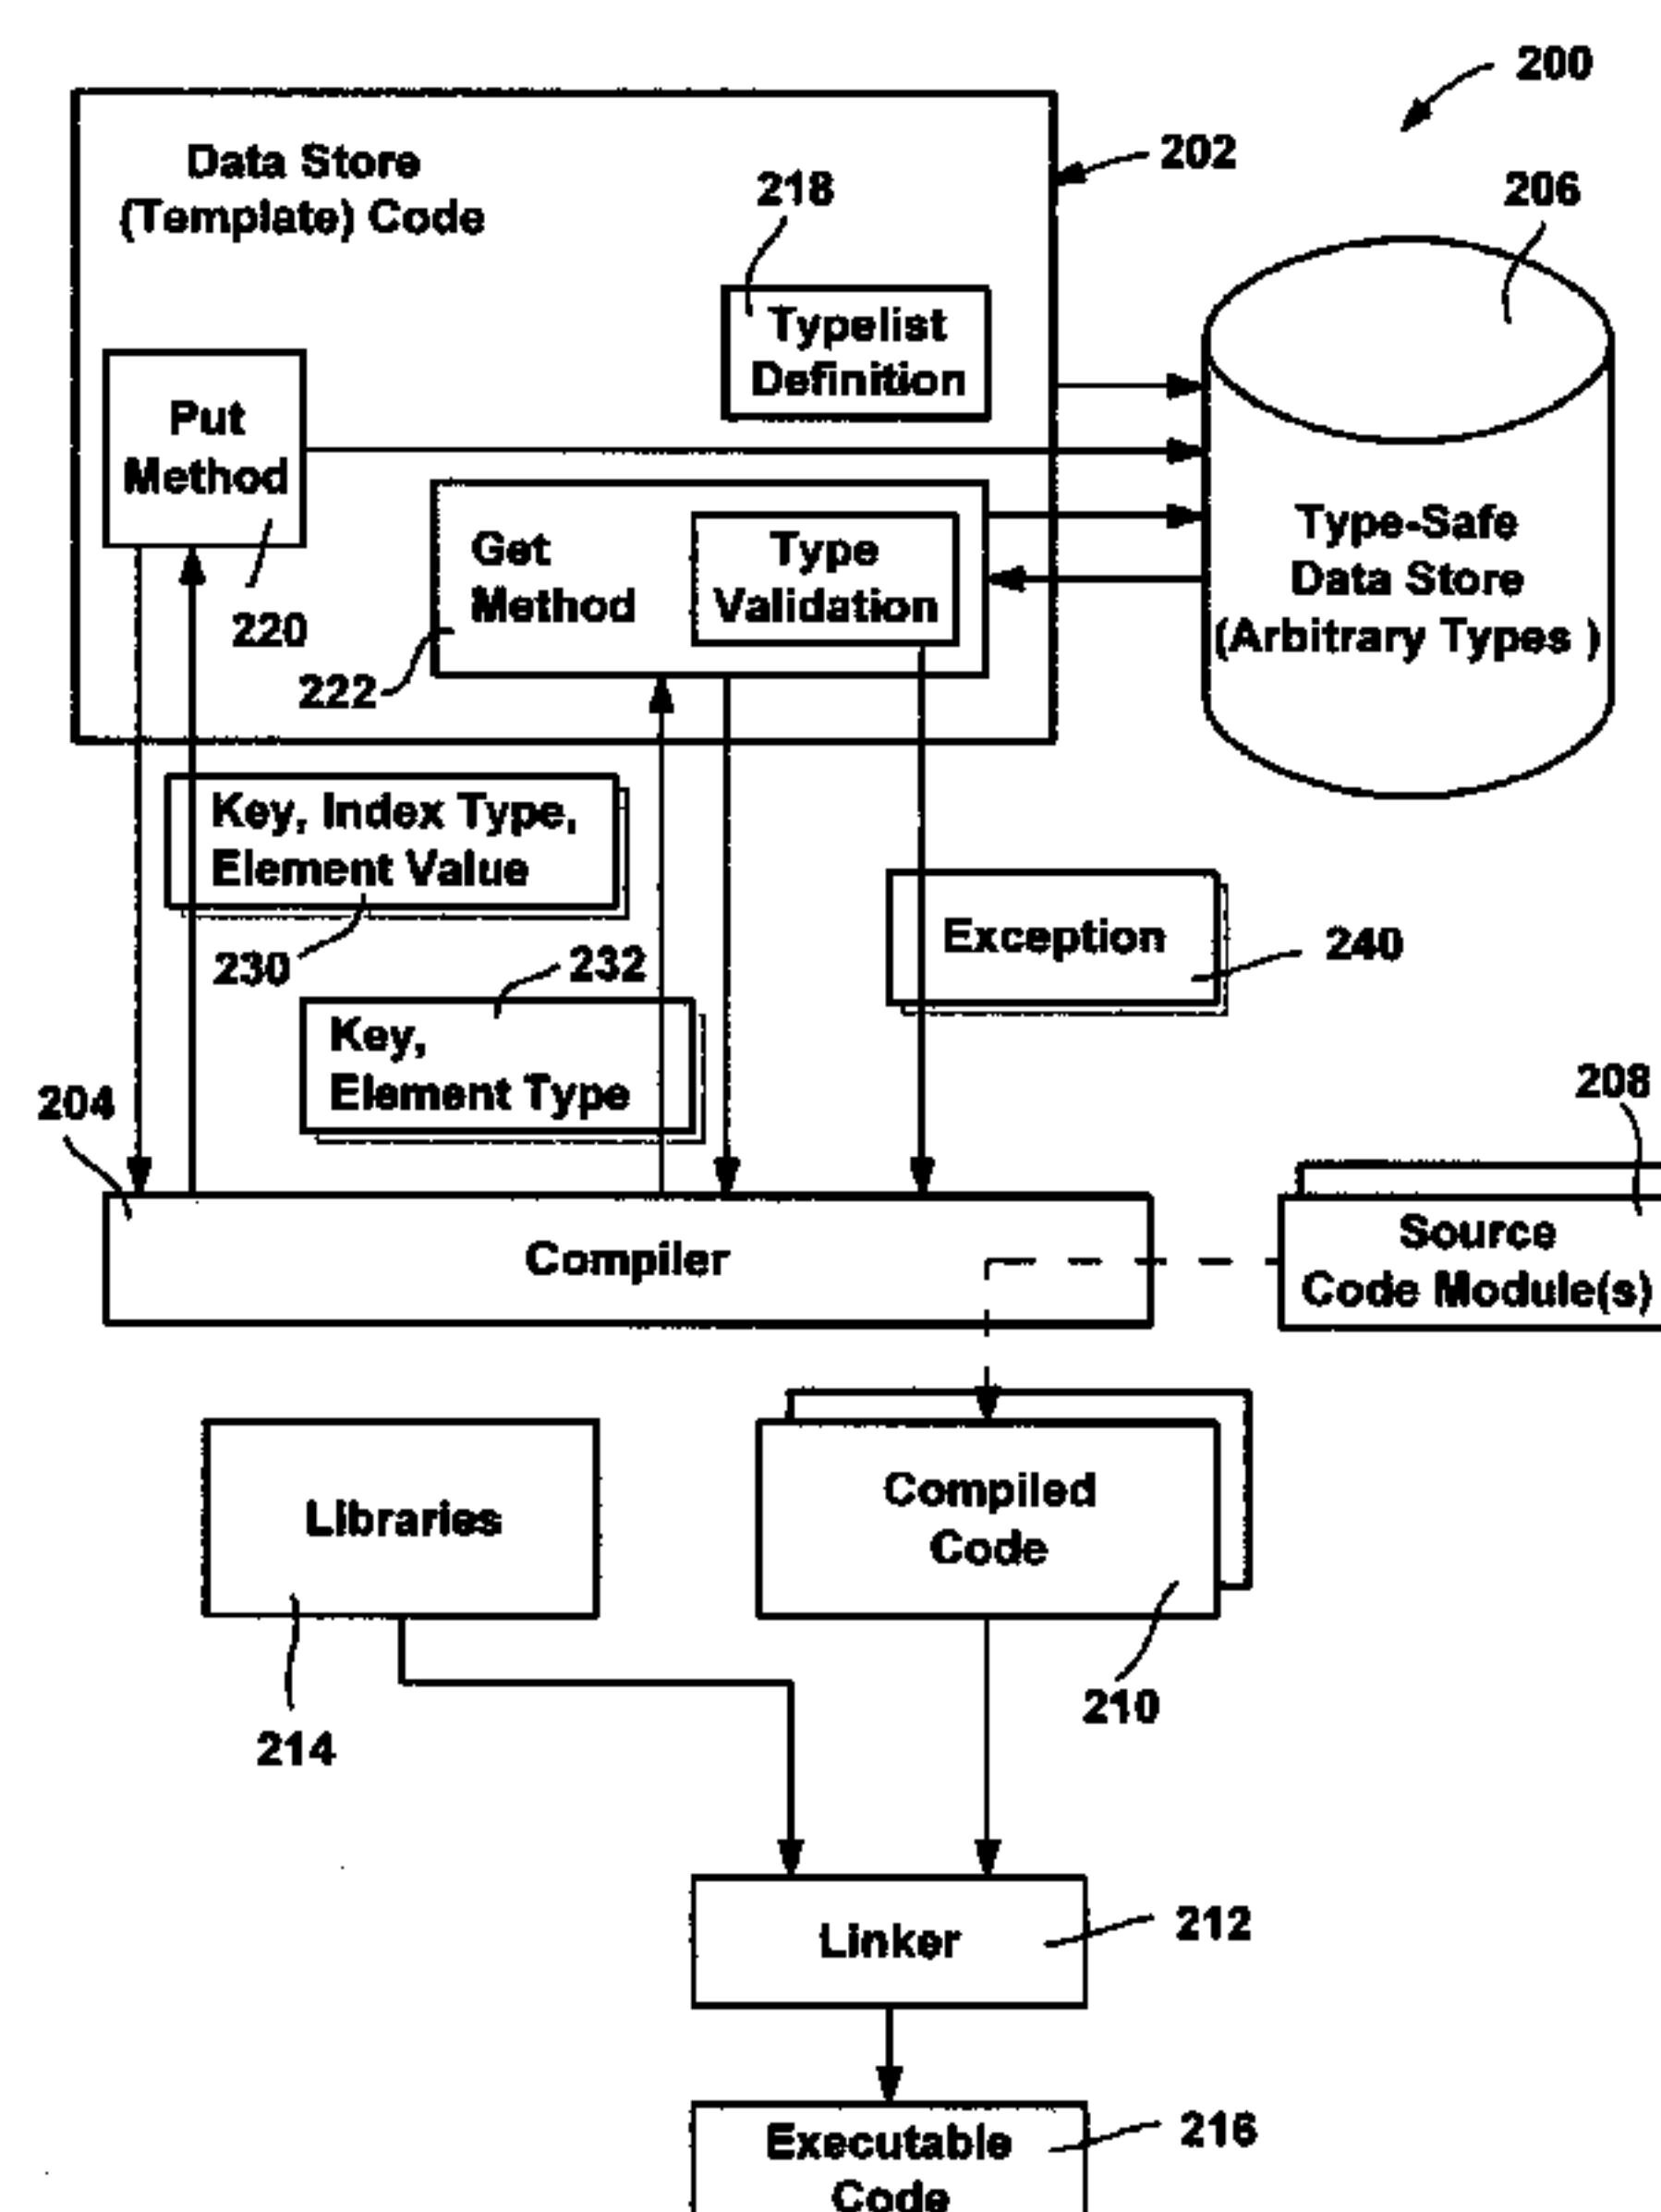 200
Data Store
(Template) Code
202
218
206
Typelist
Definition
Put
Method
220
Get
Method
Type
Validation
222
Type-Safe
Data Store
(Arbitrary Types )
Key, Index Type,
Element Value
230
232
Exception
240
Key,
Element Type
204
208
Compiler
Source
Code Module(s)
Libraries
Compiled
Code
214
210
Linker
212
Executable
Code
216